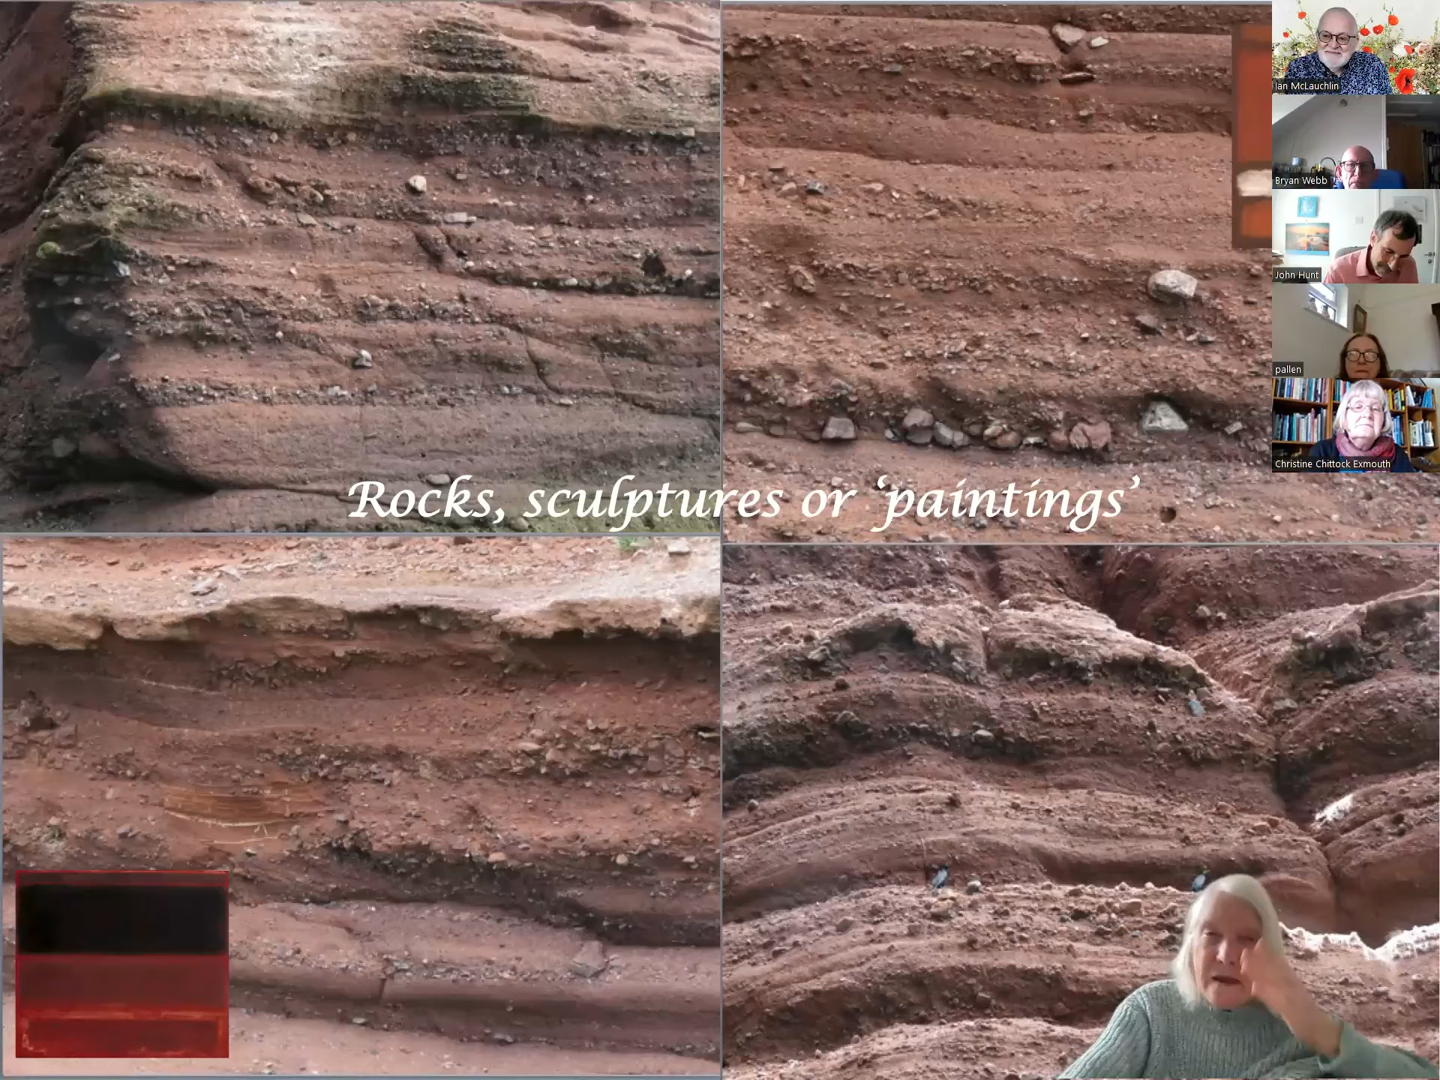 Ian McLauchlin
Bryan Webb
John Hunt
pallen
Christine Chittock Exmouth
Rocks, sculptures or ‘paintings’